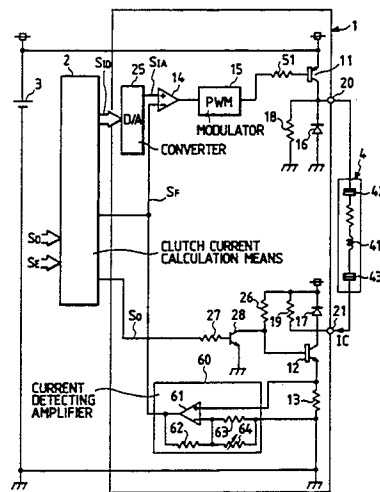 1
2
25
SIA
14
15
51
11
3
SID
D/A
PWM
MODULATOR
20
CONVERTER
18
16
4
42
41
43
SF
SD
SE
CLUTCH CURRENT
CALCULATION MEANS
26
19
17
21
IC
SO
27
28
12
60
CURRENT
DETECTING
AMPLIFIER
61
13
62
63
64